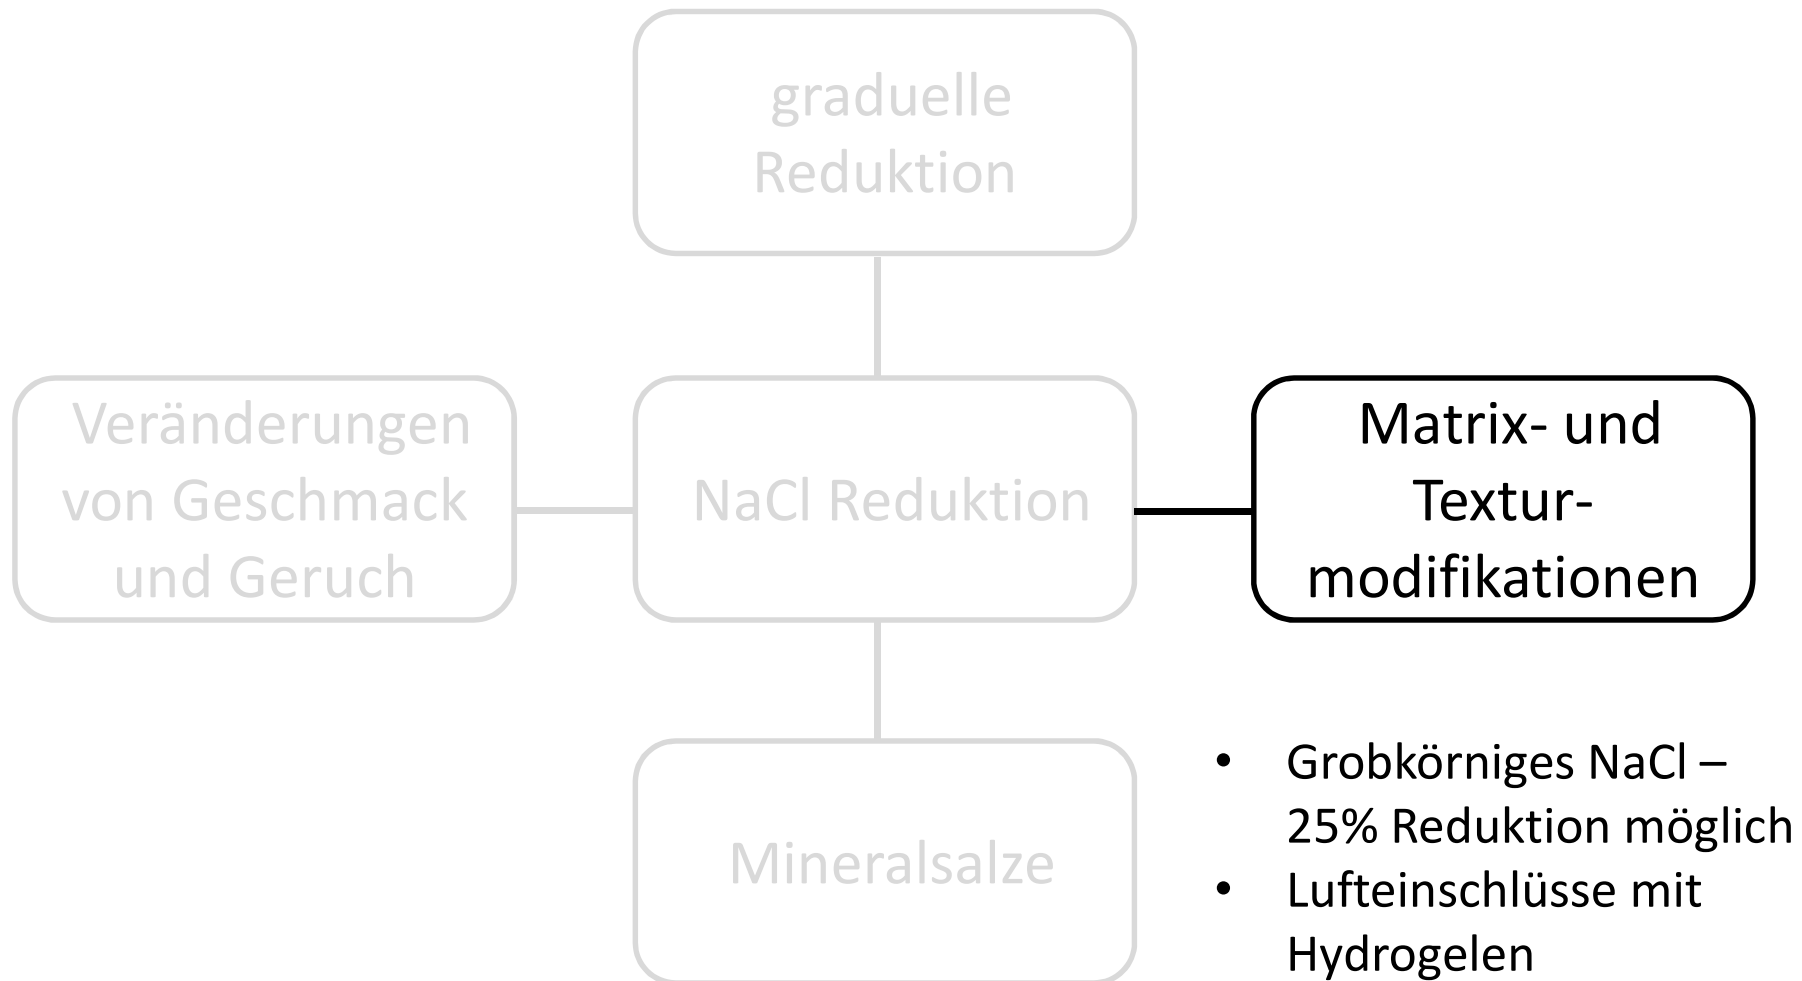 graduelle
Reduktion
Veränderungen
von Geschmack
und Geruch
NaCl Reduktion
Matrix- und
Textur-
modifikationen
Mineralsalze
• Grobkörniges NaCl –
25% Reduktion möglich
• Lufteinschlüsse mit
Hydrogelen